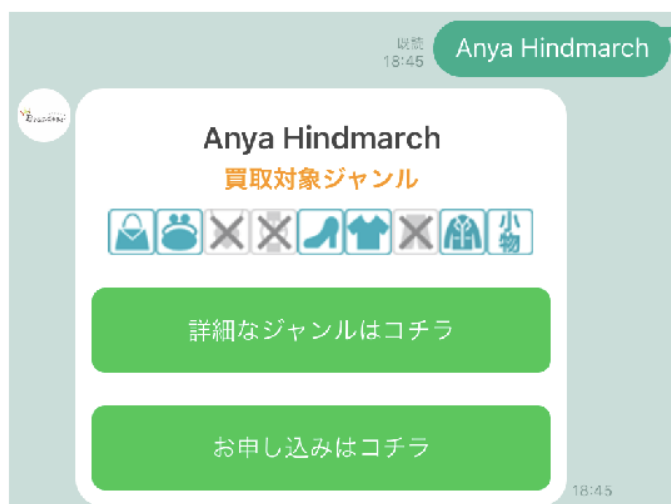 既読
18:45
Anya Hindmarch
Brandear
Anya Hindmarch
買取対象ジャンル
小物
詳細なジャンルはコチラ
お申し込みはコチラ
18:45